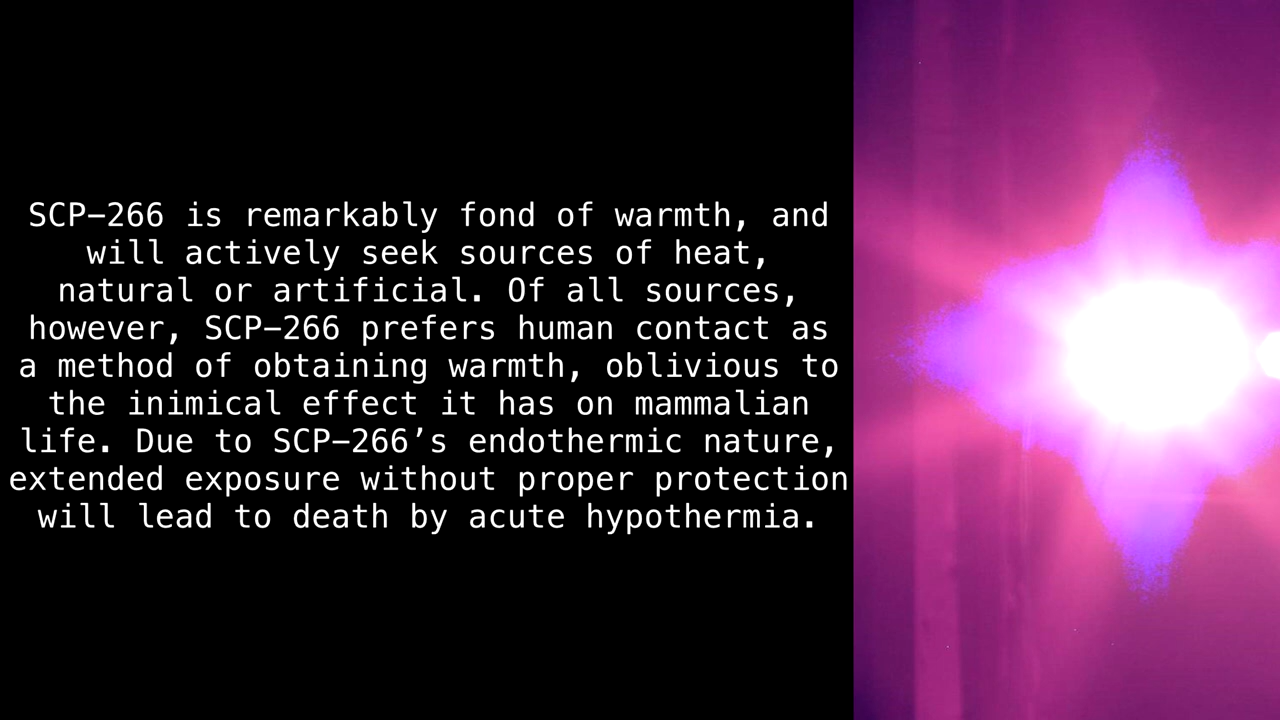 SCP–266 is remarkably fond of warmth, and
will actively seek sources of heat,
natural or artificial. Of all sources,
however, SCP–266 prefers human contact as
a method of obtaining warmth, oblivious to
the inimical effect it has on mammalian
life. Due to SCP–266’s endothermic nature,
extended exposure without proper protection
will lead to death by acute hypothermia.